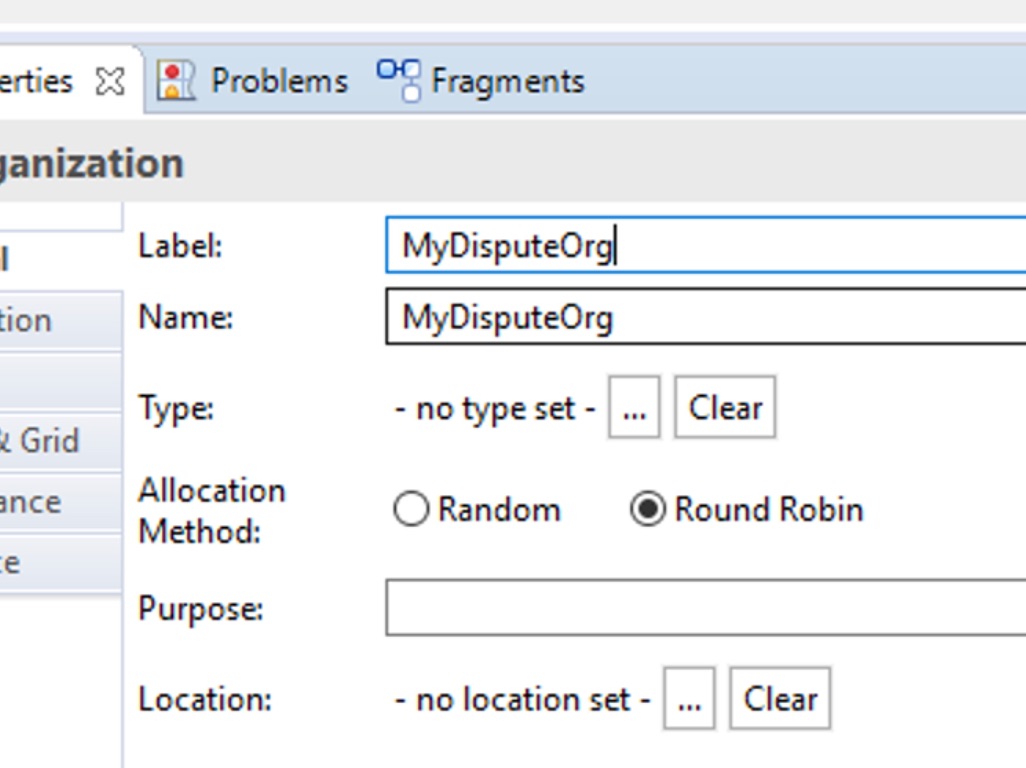 erties Problems Fragments
ganization
Label: MyDisputeOrg
l
Name: MyDisputeOrg
tion
Type: - no type set - ... Clear
& Grid
Allocation Method: Random Round Robin
ance
ce
Purpose:
Location: - no location set - ... Clear